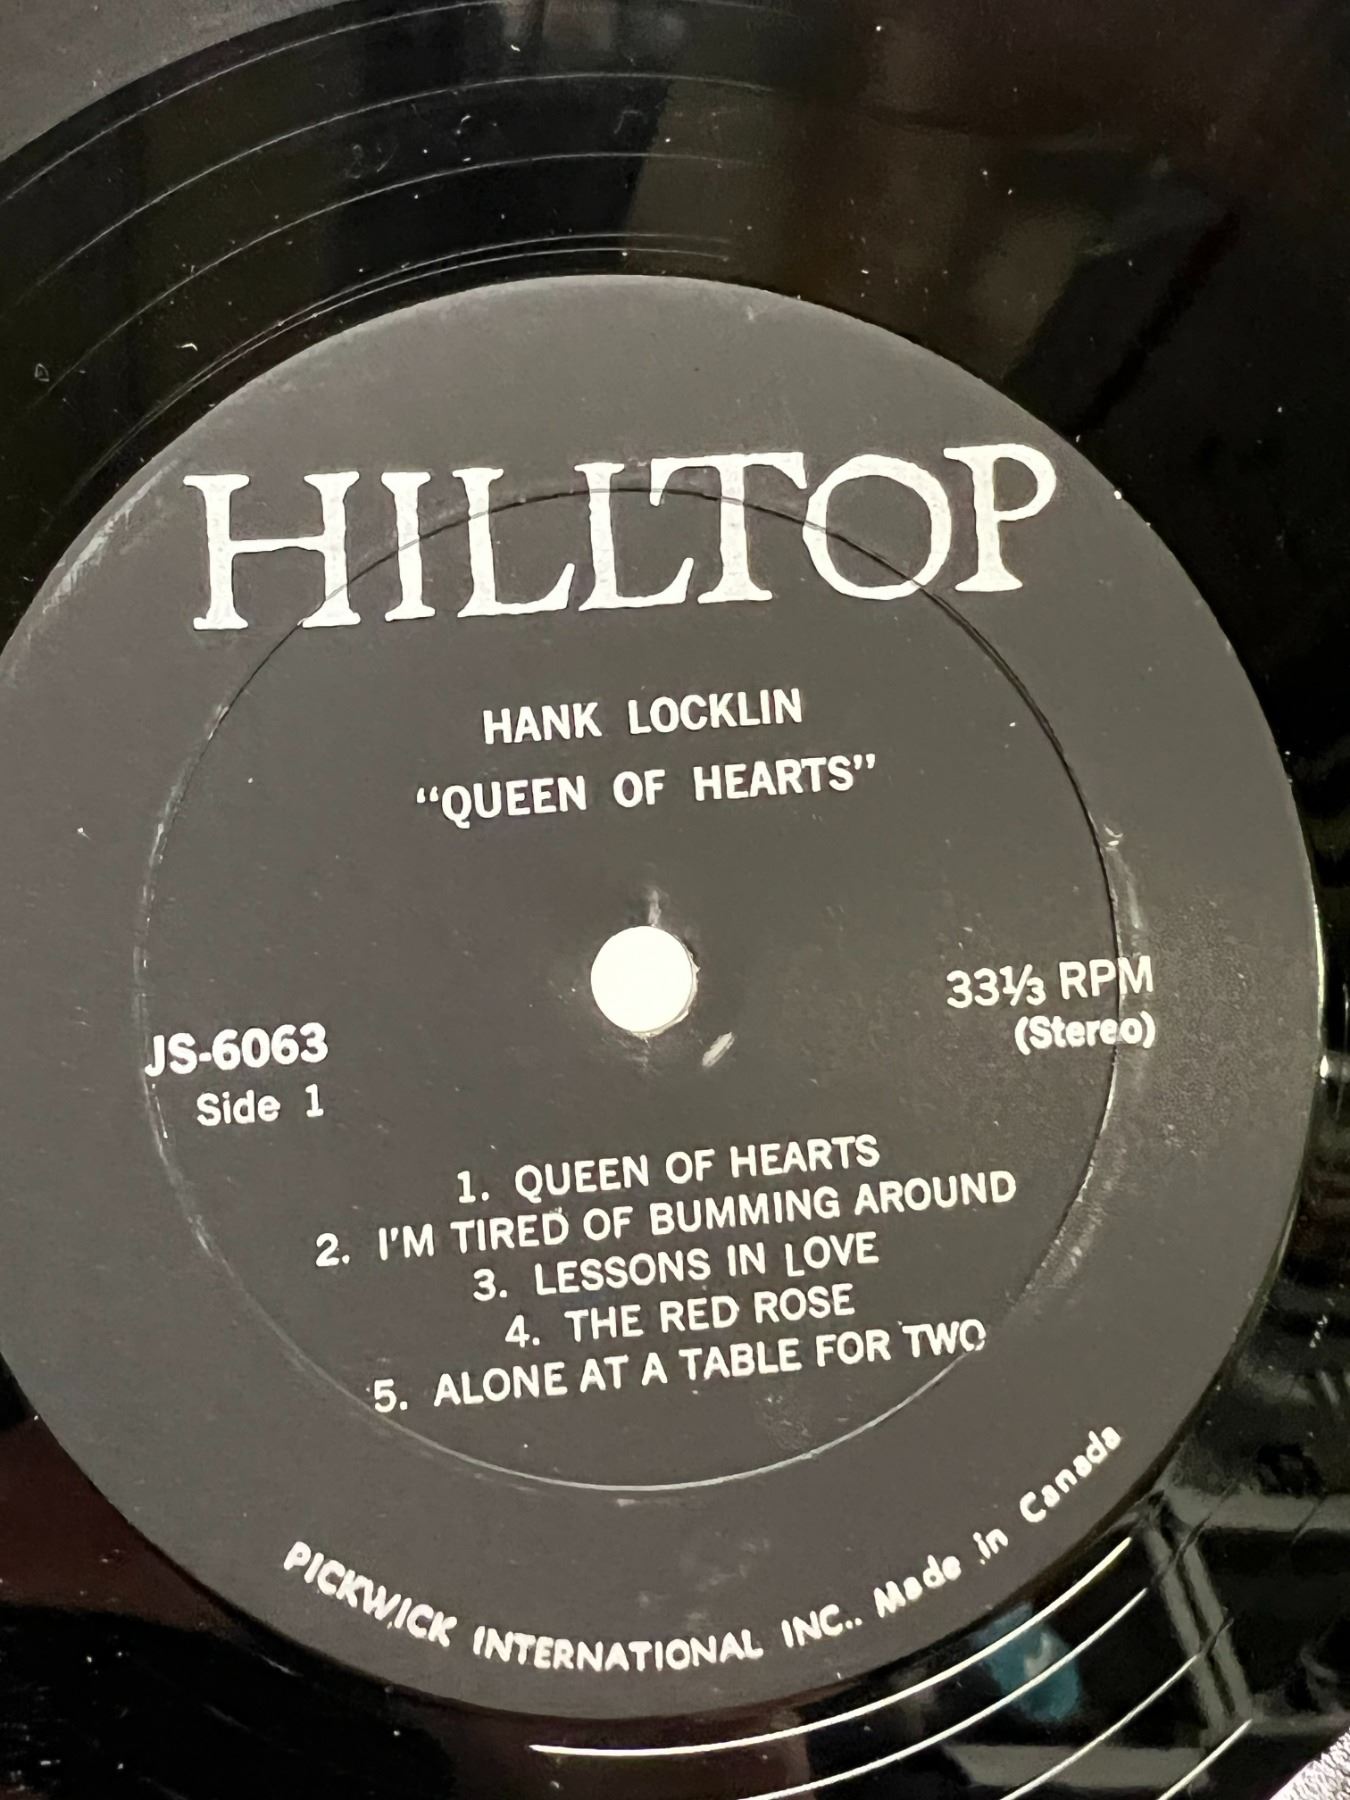 HILLTOP
HANK LOCKLIN
“QUEEN OF HEARTS”
33⅓ RPM
(Stereo)
JS-6063
Side 1
1. QUEEN OF HEARTS
2. I'M TIRED OF BUMMING AROUND
3. LESSONS IN LOVE
4. THE RED ROSE
5. ALONE AT A TABLE FOR TWO
PICKWICK INTERNATIONAL INC.. Made in Canada